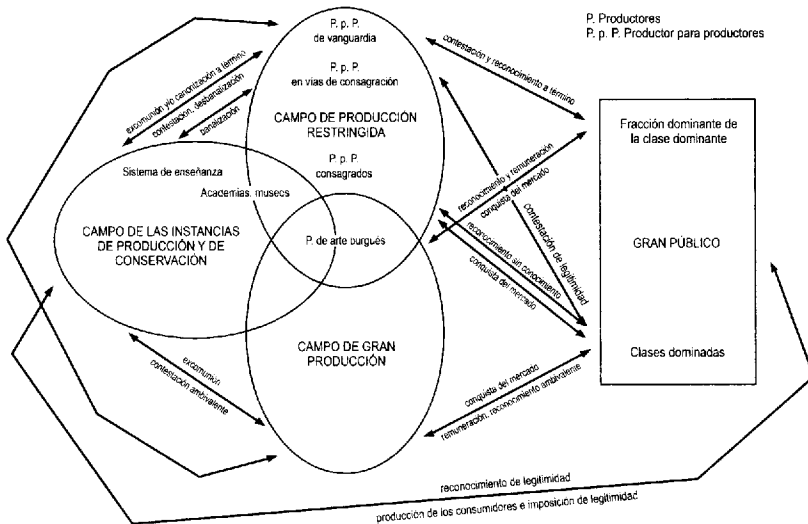 P. Productores
P. p. P. Productor para productores
P. p. P.
de vanguardia
P. p. P.
en vías de consagración
CAMPO DE PRODUCCIÓN
RESTRINGIDA
P. p. P.
consagrados
excomunión y/o canonización a término
contestación, desbanalización
banalización
contestación y reconocimiento a término
Sistema de enseñanza
Academias, museos
CAMPO DE LAS INSTANCIAS
DE PRODUCCIÓN Y DE
CONSERVACIÓN
P. de arte burgués
reconocimiento y remuneración
conquista del mercado
contestación de legitimidad
reconocimiento sin conocimiento
conquista del mercado
Fracción dominante de
la clase dominante
GRAN PÚBLICO
Clases dominadas
CAMPO DE GRAN
PRODUCCIÓN
excomunión
contestación ambivalente
conquista del mercado
remuneración, reconocimiento ambivalente
reconocimiento de legitimidad
producción de los consumidores e imposición de legitimidad